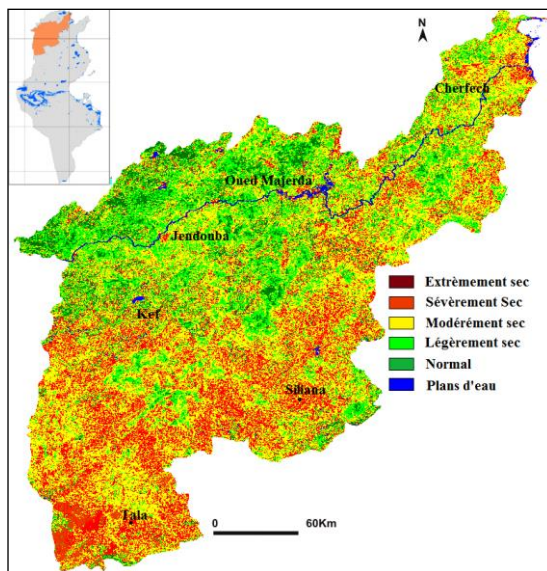 N
Cherfech
Oued Majerda
Jendouba
Kef
Siliana
Tala
0 60Km
Extrèmement sec
Sévèrement Sec
Modérément sec
Légèrement sec
Normal
Plans d'eau